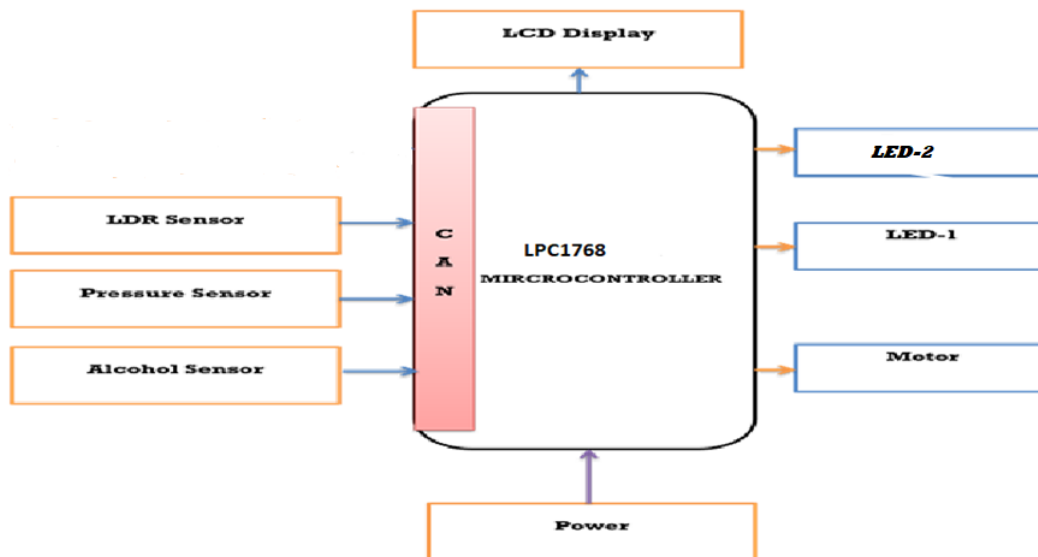 LCD Display
LED-2
LDR Sensor
LED-1
C
A
N
LPC1768
MIRCROCONTROLLER
Pressure Sensor
Alcohol Sensor
Motor
Power